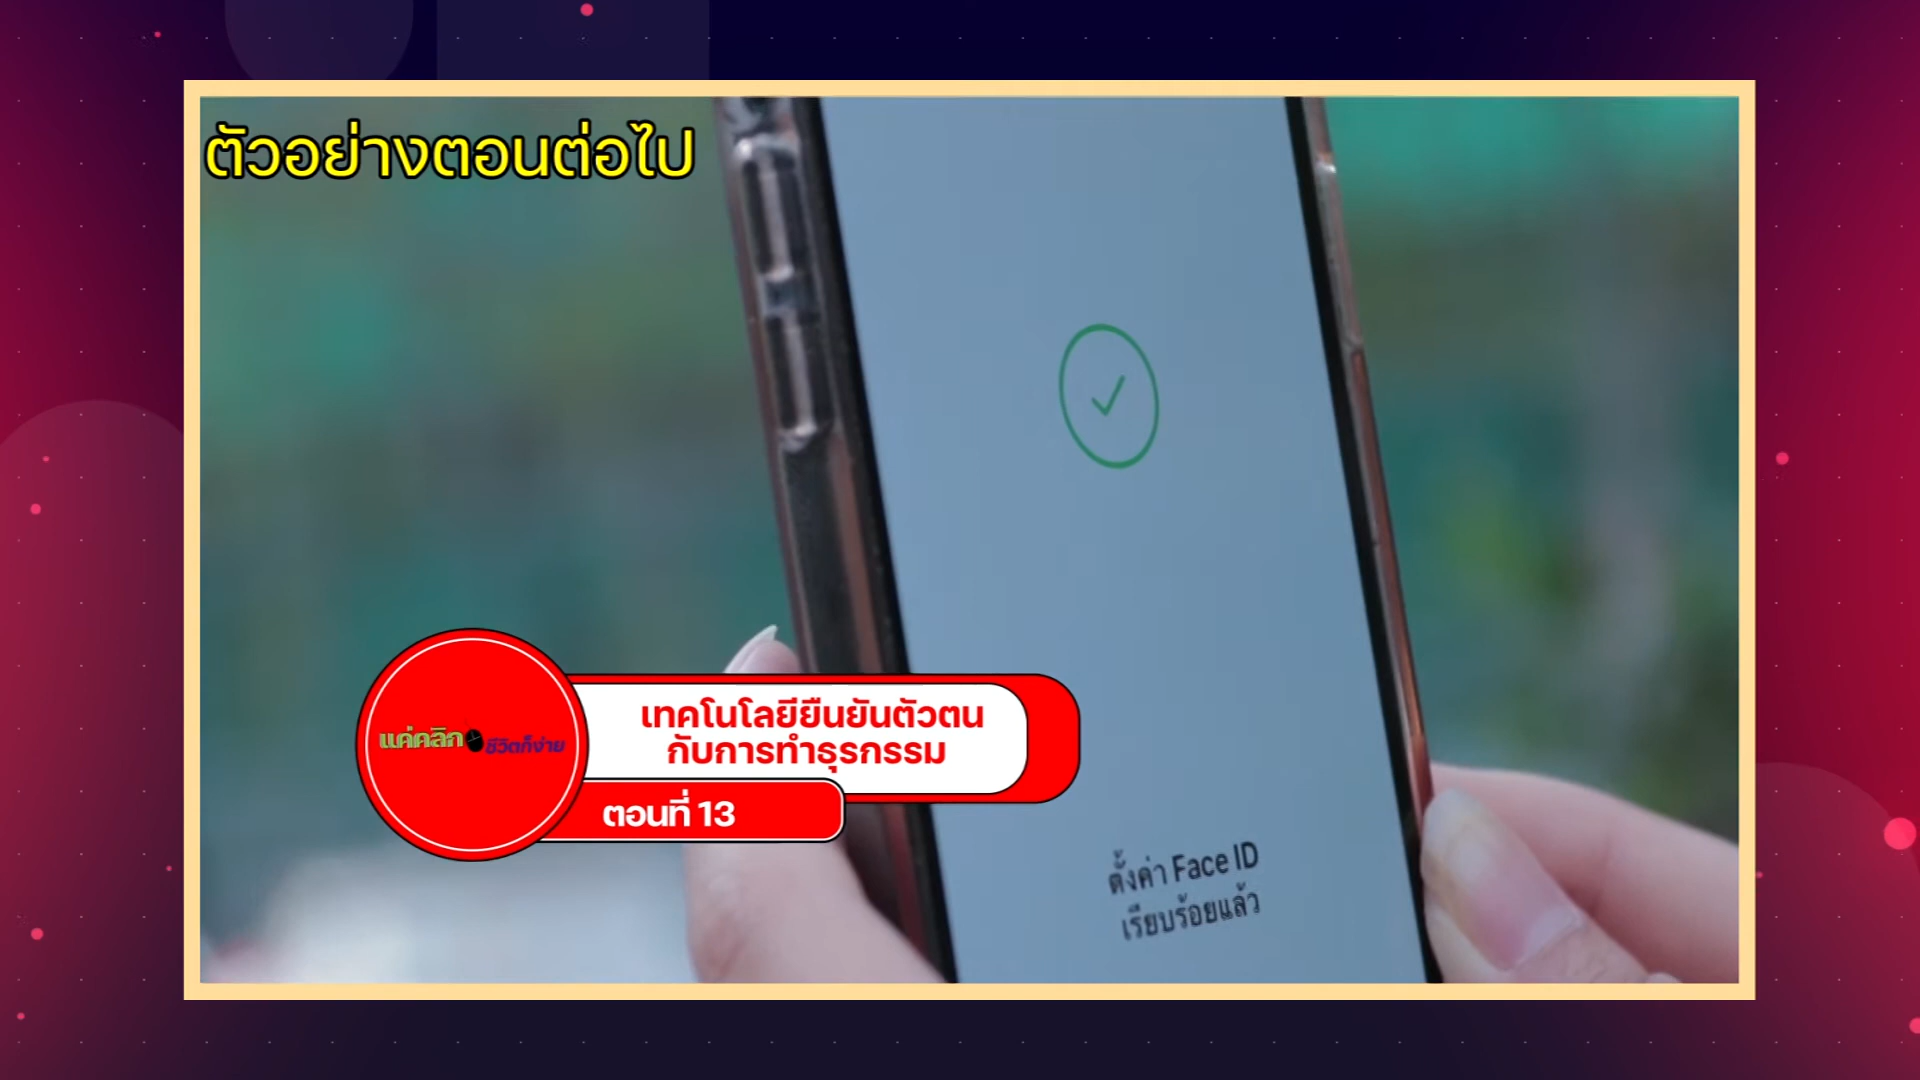 ตัวอย่างตอนต่อไป
แค่คลิก ชีวิตก็ง่าย
เทคโนโลยียืนยันตัวตน
กับการทำธุรกรรม
ตอนที่ 13
ตั้งค่า Face ID
เรียบร้อยแล้ว